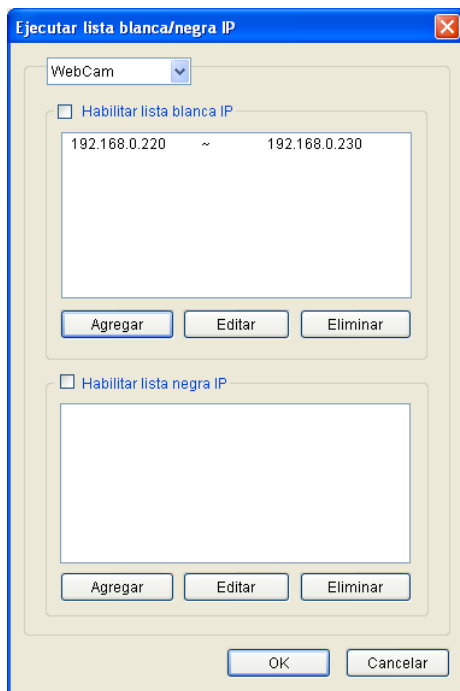 Ejecutar lista blanca/negra IP
WebCam
Habilitar lista blanca IP
192.168.0.220 ~ 192.168.0.230
Agregar Editar Eliminar
Habilitar lista negra IP
Agregar Editar Eliminar
OK Cancelar